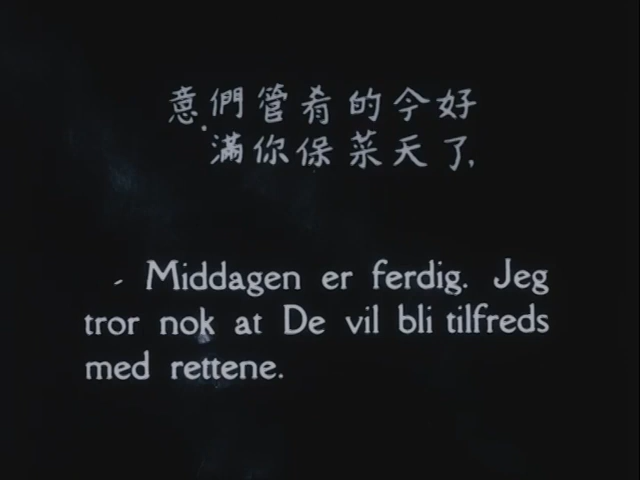 好了,
今天
的菜
肴保
管你
們滿
意.
- Middagen er ferdig. Jeg
tror nok at De vil bli tilfreds
med rettene.